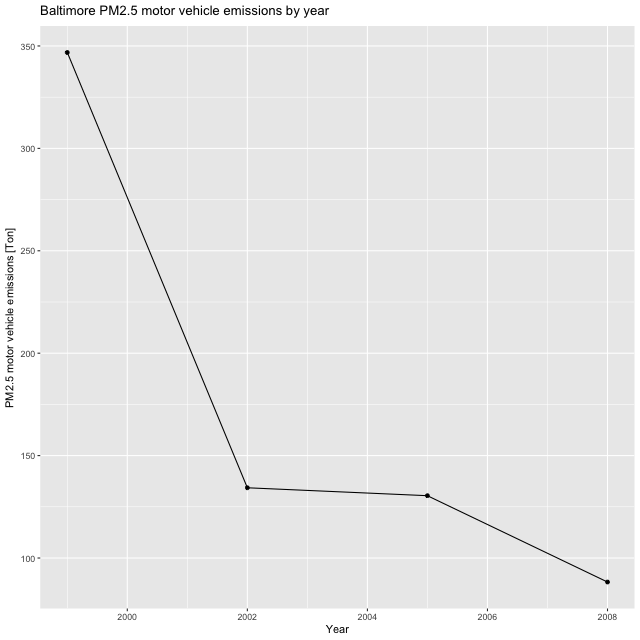 Baltimore PM2.5 motor vehicle emissions by year
PM2.5 motor vehicle emissions [Ton]
350
300
250
200
150
100
2000 2002 2004 2006 2008
Year